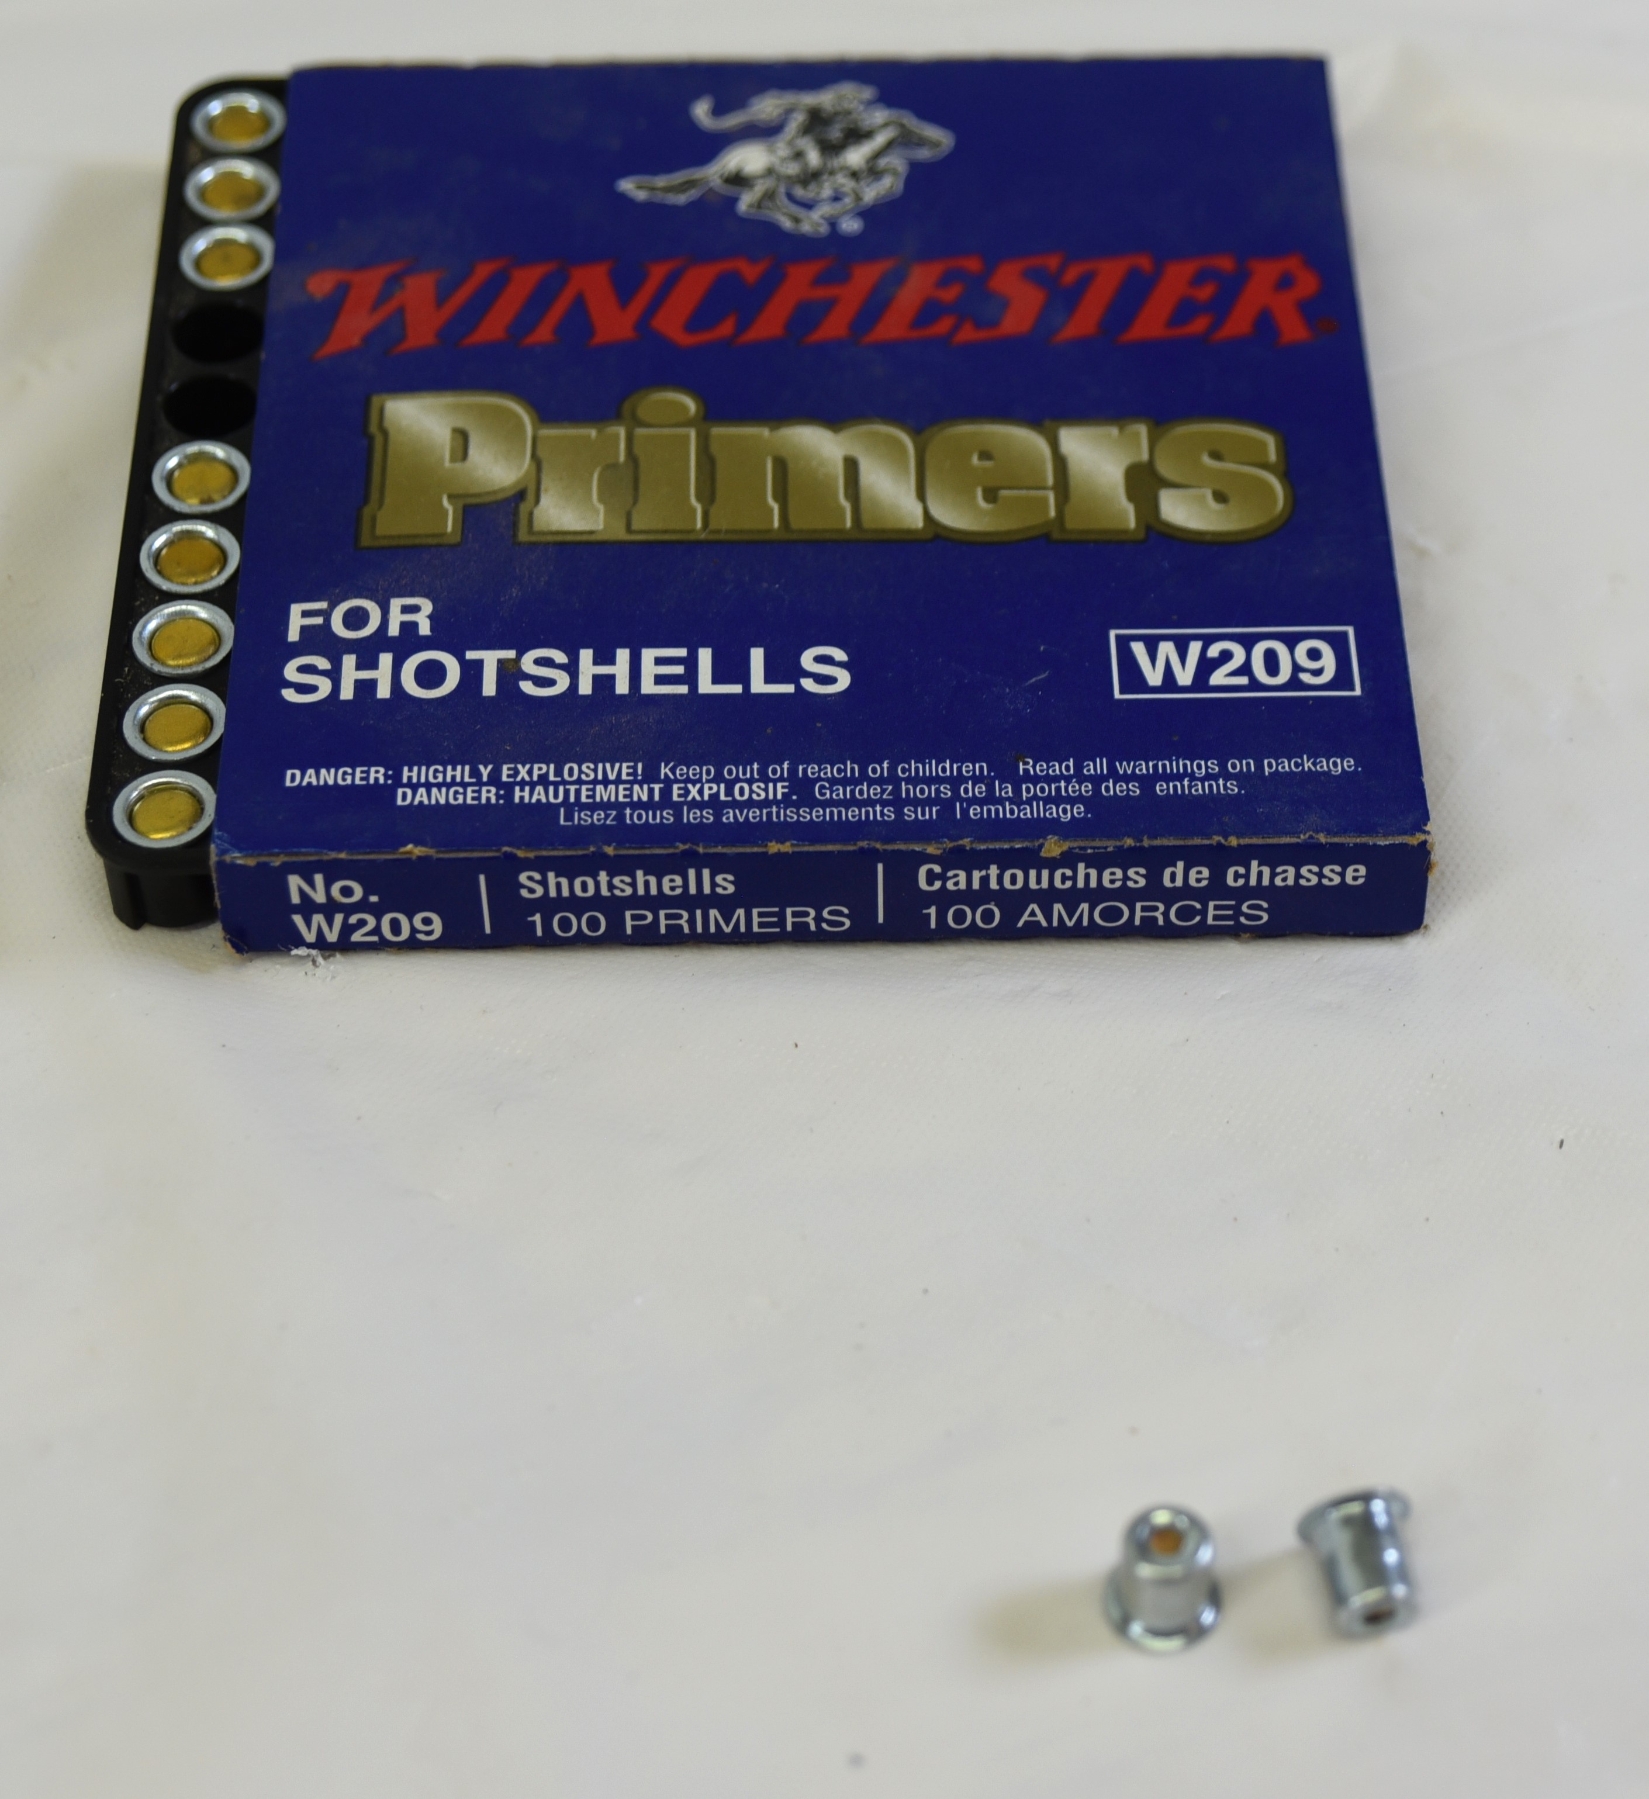 WINCHESTER®
Primers
FOR
SHOTSHELLS
W209
DANGER: HIGHLY EXPLOSIVE! Keep out of reach of children. Read all warnings on package.
DANGER: HAUTEMENT EXPLOSIF. Gardez hors de la portée des enfants.
Lisez tous les avertissements sur l'emballage.
No.
W209
Shotshells
100 PRIMERS
Cartouches de chasse
100 AMORCES